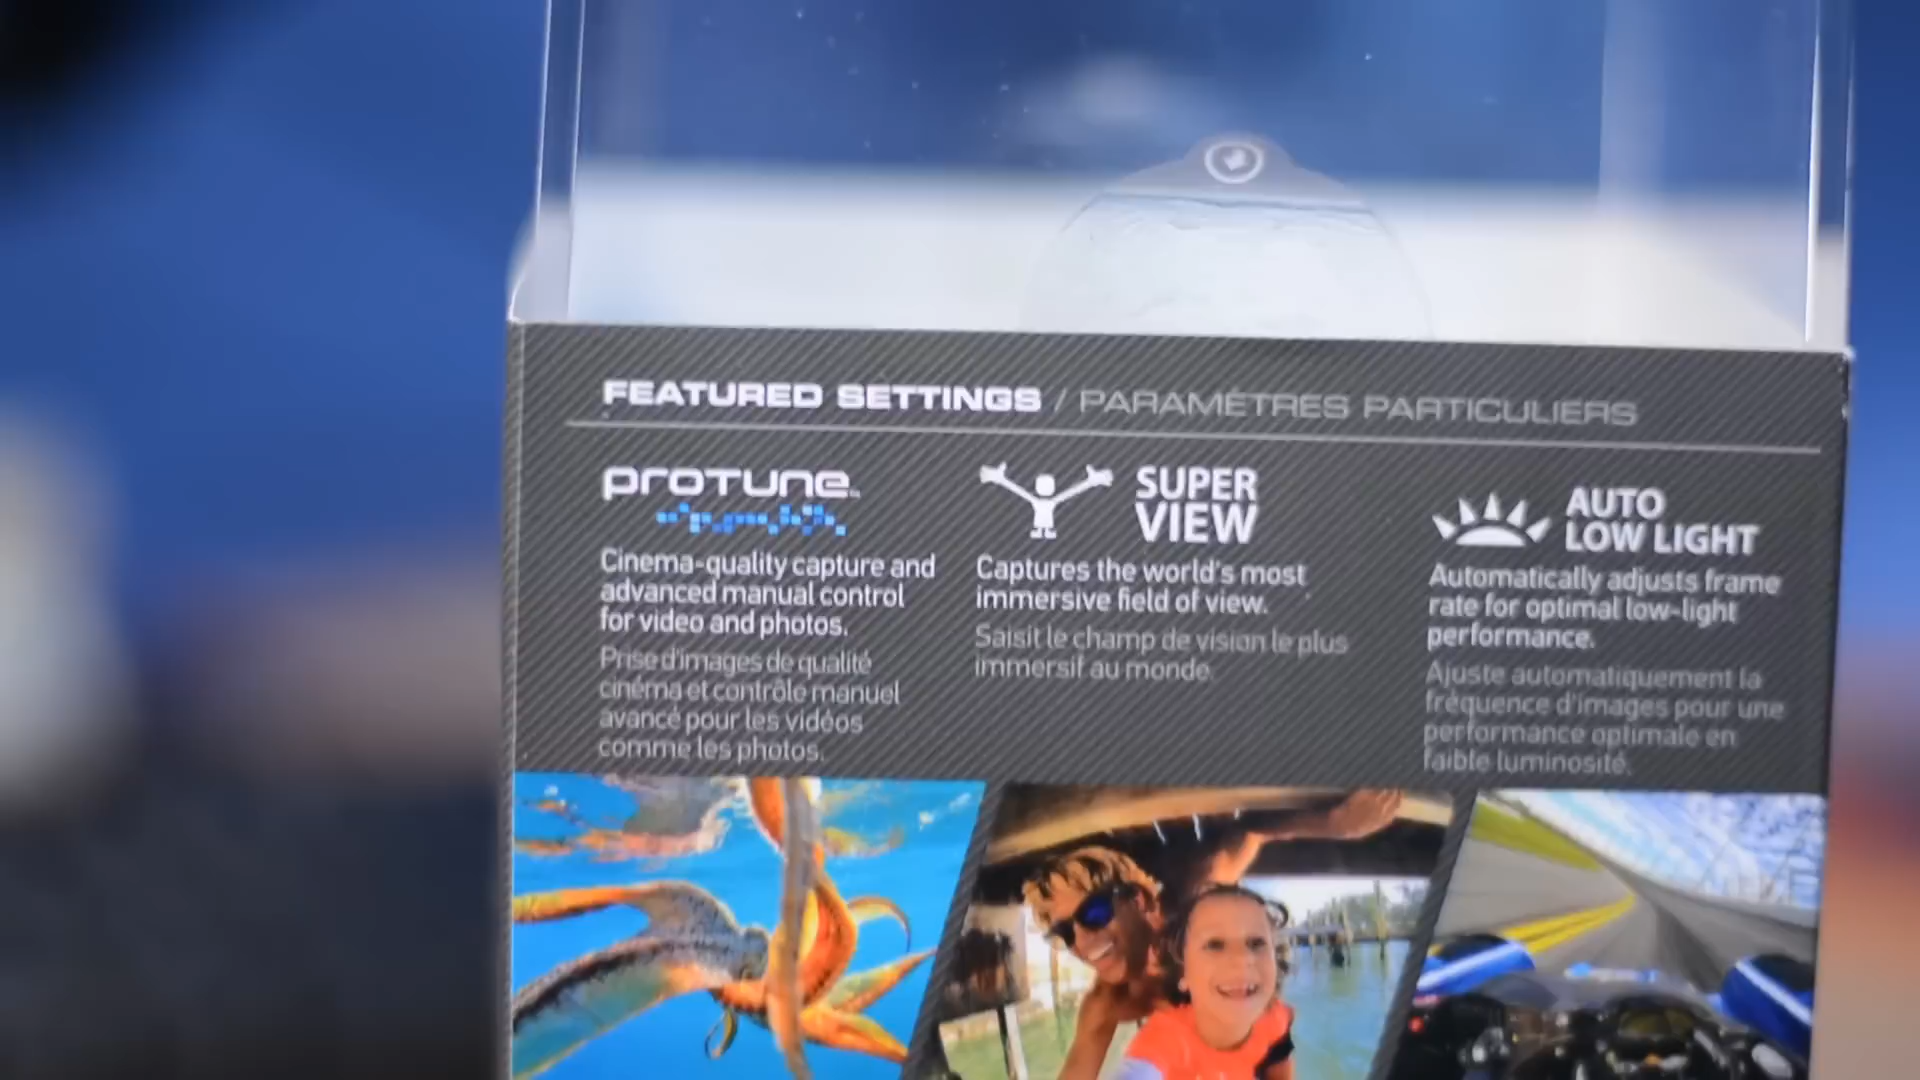 FEATURED SETTINGS / PARAMÈTRES PARTICULIERS
PROTUNE
Cinema-quality capture and
advanced manual control
for video and photos.
Prise d'images de qualité
cinéma et contrôle manuel
avancé pour les vidéos
comme les photos.
SUPER
VIEW
Captures the world's most
immersive field of view.
Saisit le champ de vision le plus
immersif au monde.
AUTO
LOW LIGHT
Automatically adjusts frame
rate for optimal low-light
performance.
Ajuste automatiquement la
fréquence d'images pour une
performance optimale en
faible luminosité.